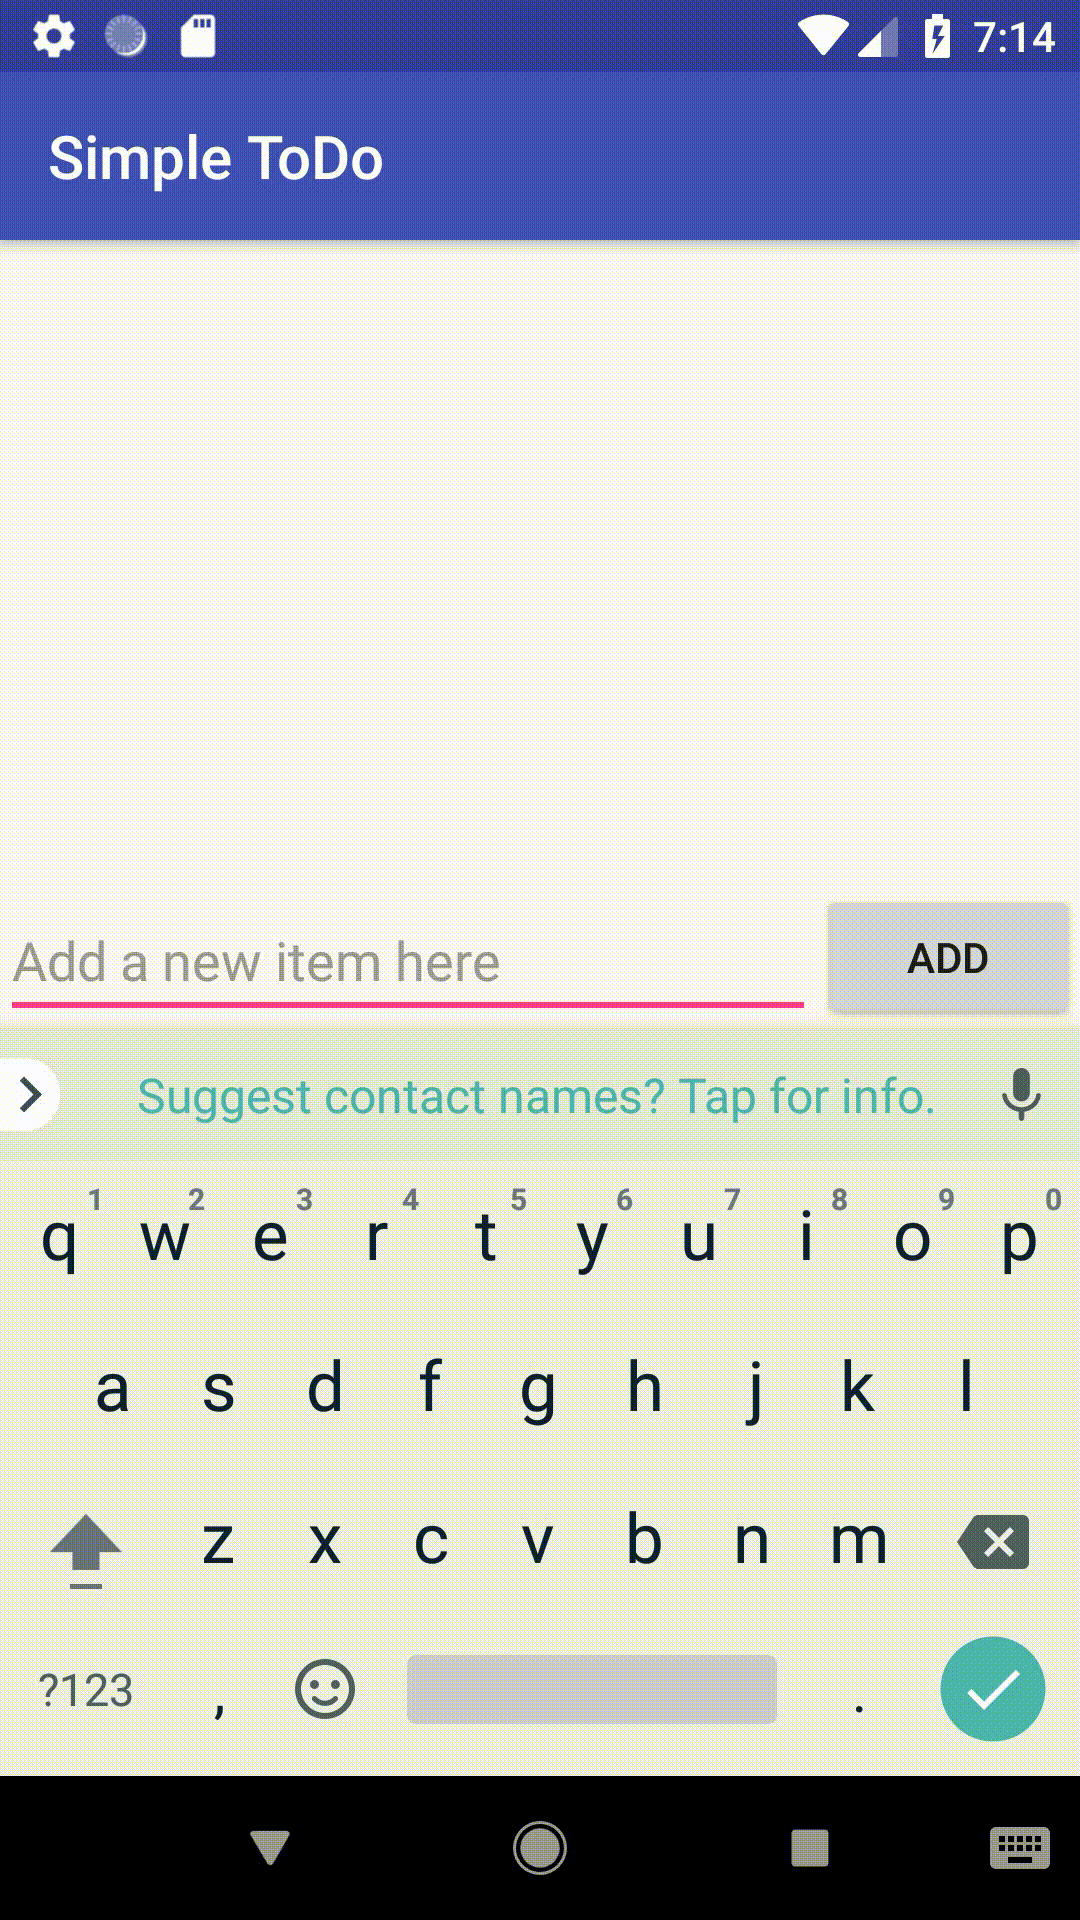 7:14
Simple ToDo
Add a new item here
ADD
Suggest contact names? Tap for info.
1 2 3 4 5 6 7 8 9 0
q w e r t y u i o p
a s d f g h j k l
z x c v b n m
?123 , .